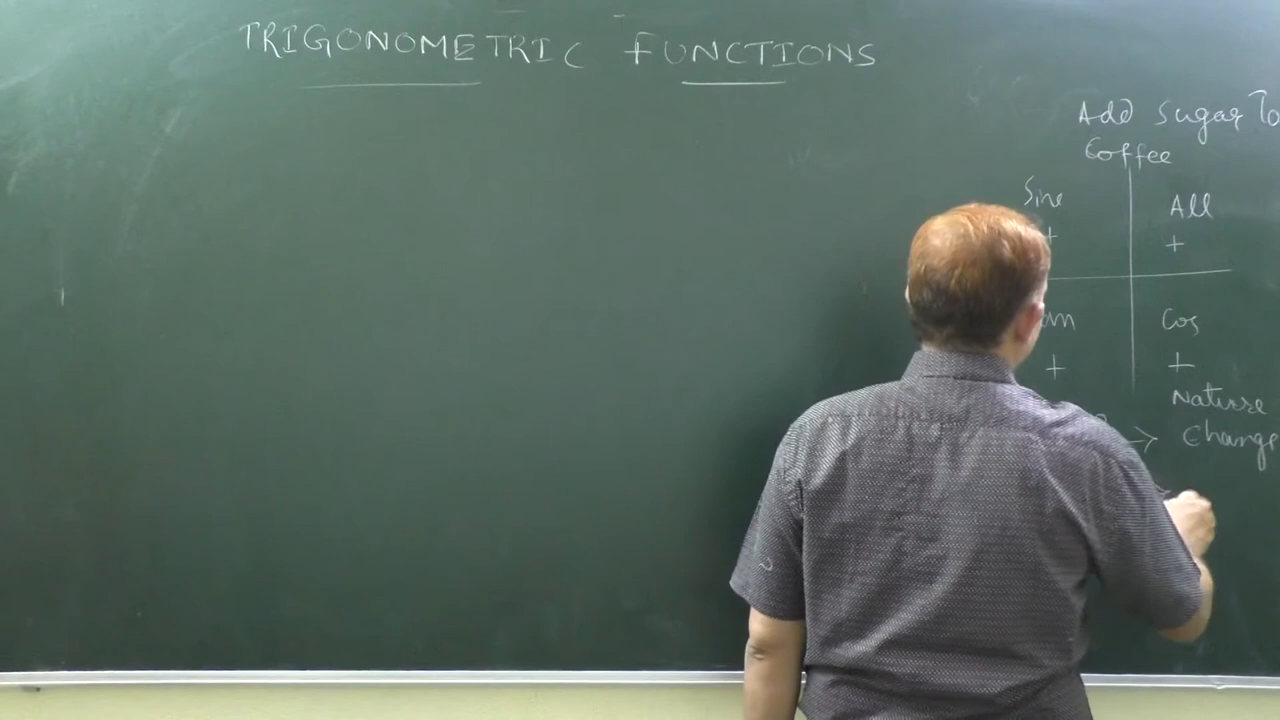 TRIGONOMETRIC FUNCTIONS
Add Sugar To
Coffee
Sine All
+ +
Cos
+ +
Nature
→ Change